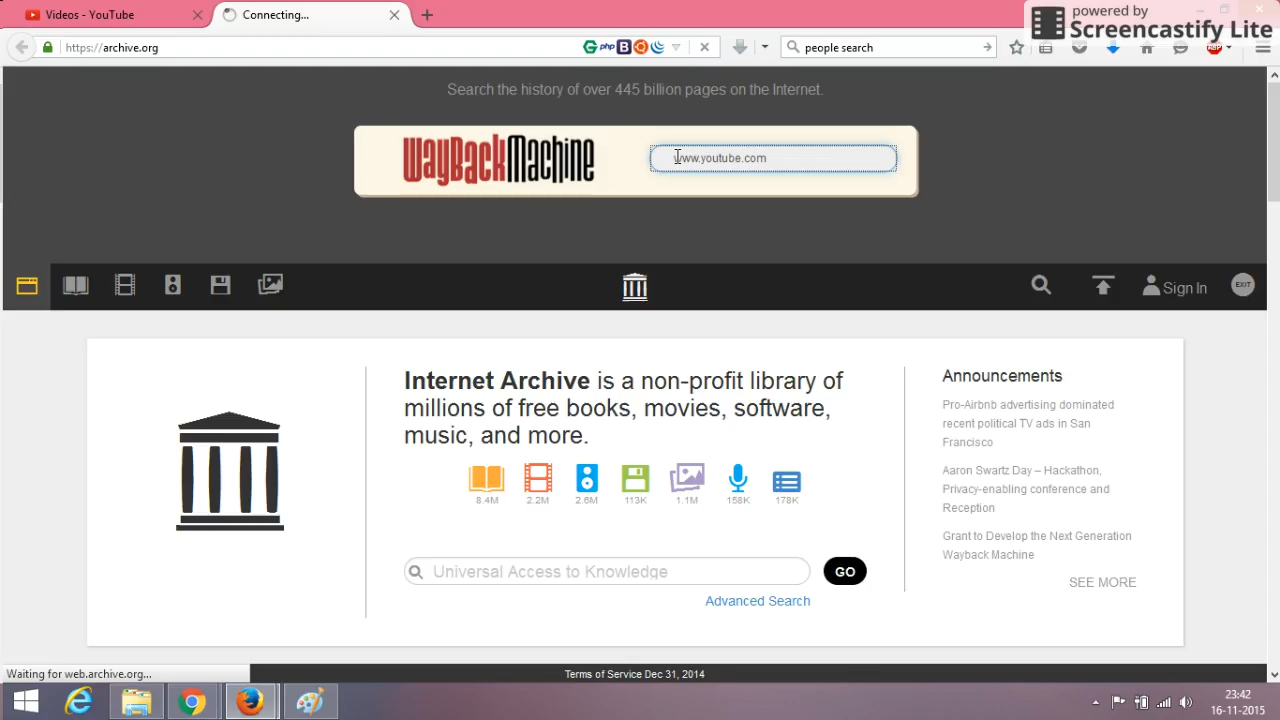 Videos - YouTube
Connecting...
powered by
Screencastify Lite
https://archive.org
php
B
people search
ABP
Search the history of over 445 billion pages on the Internet.
WayBackMachine
www.youtube.com
Sign In
EXIT
Internet Archive is a non-profit library of
millions of free books, movies, software,
music, and more.
8.4M
2.2M
2.6M
113K
1.1M
158K
178K
Universal Access to Knowledge
GO
Advanced Search
Announcements
Pro-Airbnb advertising dominated
recent political TV ads in San
Francisco
Aaron Swartz Day – Hackathon,
Privacy-enabling conference and
Reception
Grant to Develop the Next Generation
Wayback Machine
SEE MORE
Waiting for web.archive.org...
Terms of Service Dec 31, 2014
23:42
16-11-2015